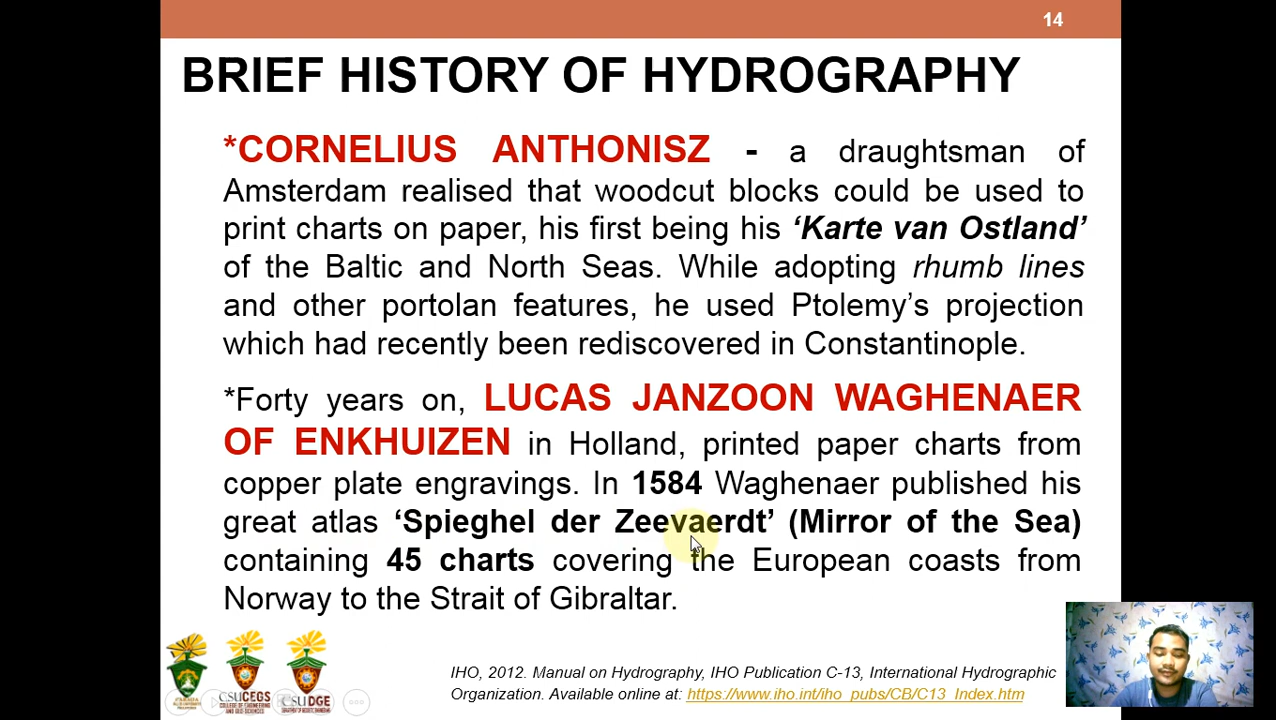 14
BRIEF HISTORY OF HYDROGRAPHY
*CORNELIUS ANTHONISZ - a draughtsman of
Amsterdam realised that woodcut blocks could be used to
print charts on paper, his first being his ‘Karte van Ostland’
of the Baltic and North Seas. While adopting rhumb lines
and other portolan features, he used Ptolemy’s projection
which had recently been rediscovered in Constantinople.
*Forty years on, LUCAS JANZOON WAGHENAER
OF ENKHUIZEN in Holland, printed paper charts from
copper plate engravings. In 1584 Waghenaer published his
great atlas ‘Spieghel der Zeevaerdt’ (Mirror of the Sea)
containing 45 charts covering the European coasts from
Norway to the Strait of Gibraltar.
CSUCEGS
CSUDGE
IHO, 2012. Manual on Hydrography, IHO Publication C-13, International Hydrographic
Organization. Available online at: https://www.iho.int/iho_pubs/CB/C13_Index.htm